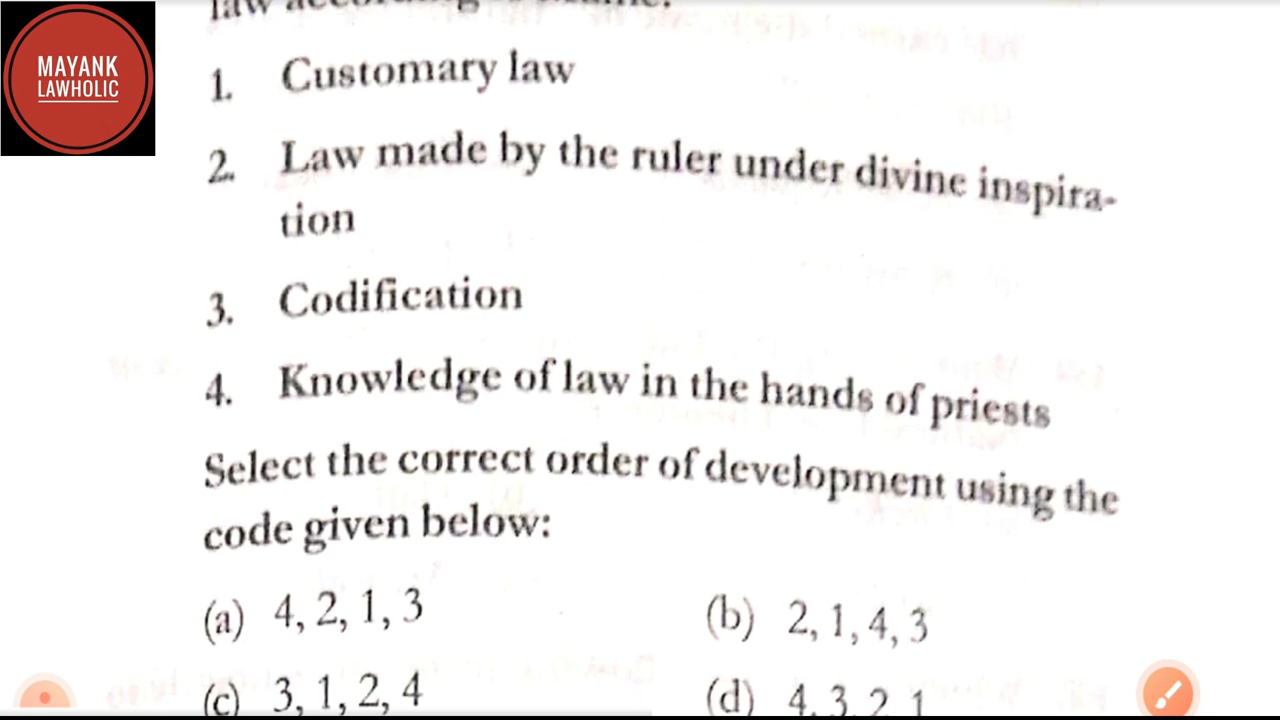 MAYANK
LAWHOLIC
1. Customary law
2. Law made by the ruler under divine inspira-
tion
3. Codification
4. Knowledge of law in the hands of priests
Select the correct order of development using the
code given below:
(a) 4, 2, 1, 3
(b) 2, 1, 4, 3
(c) 3, 1, 2, 4
(d) 4, 3, 2, 1